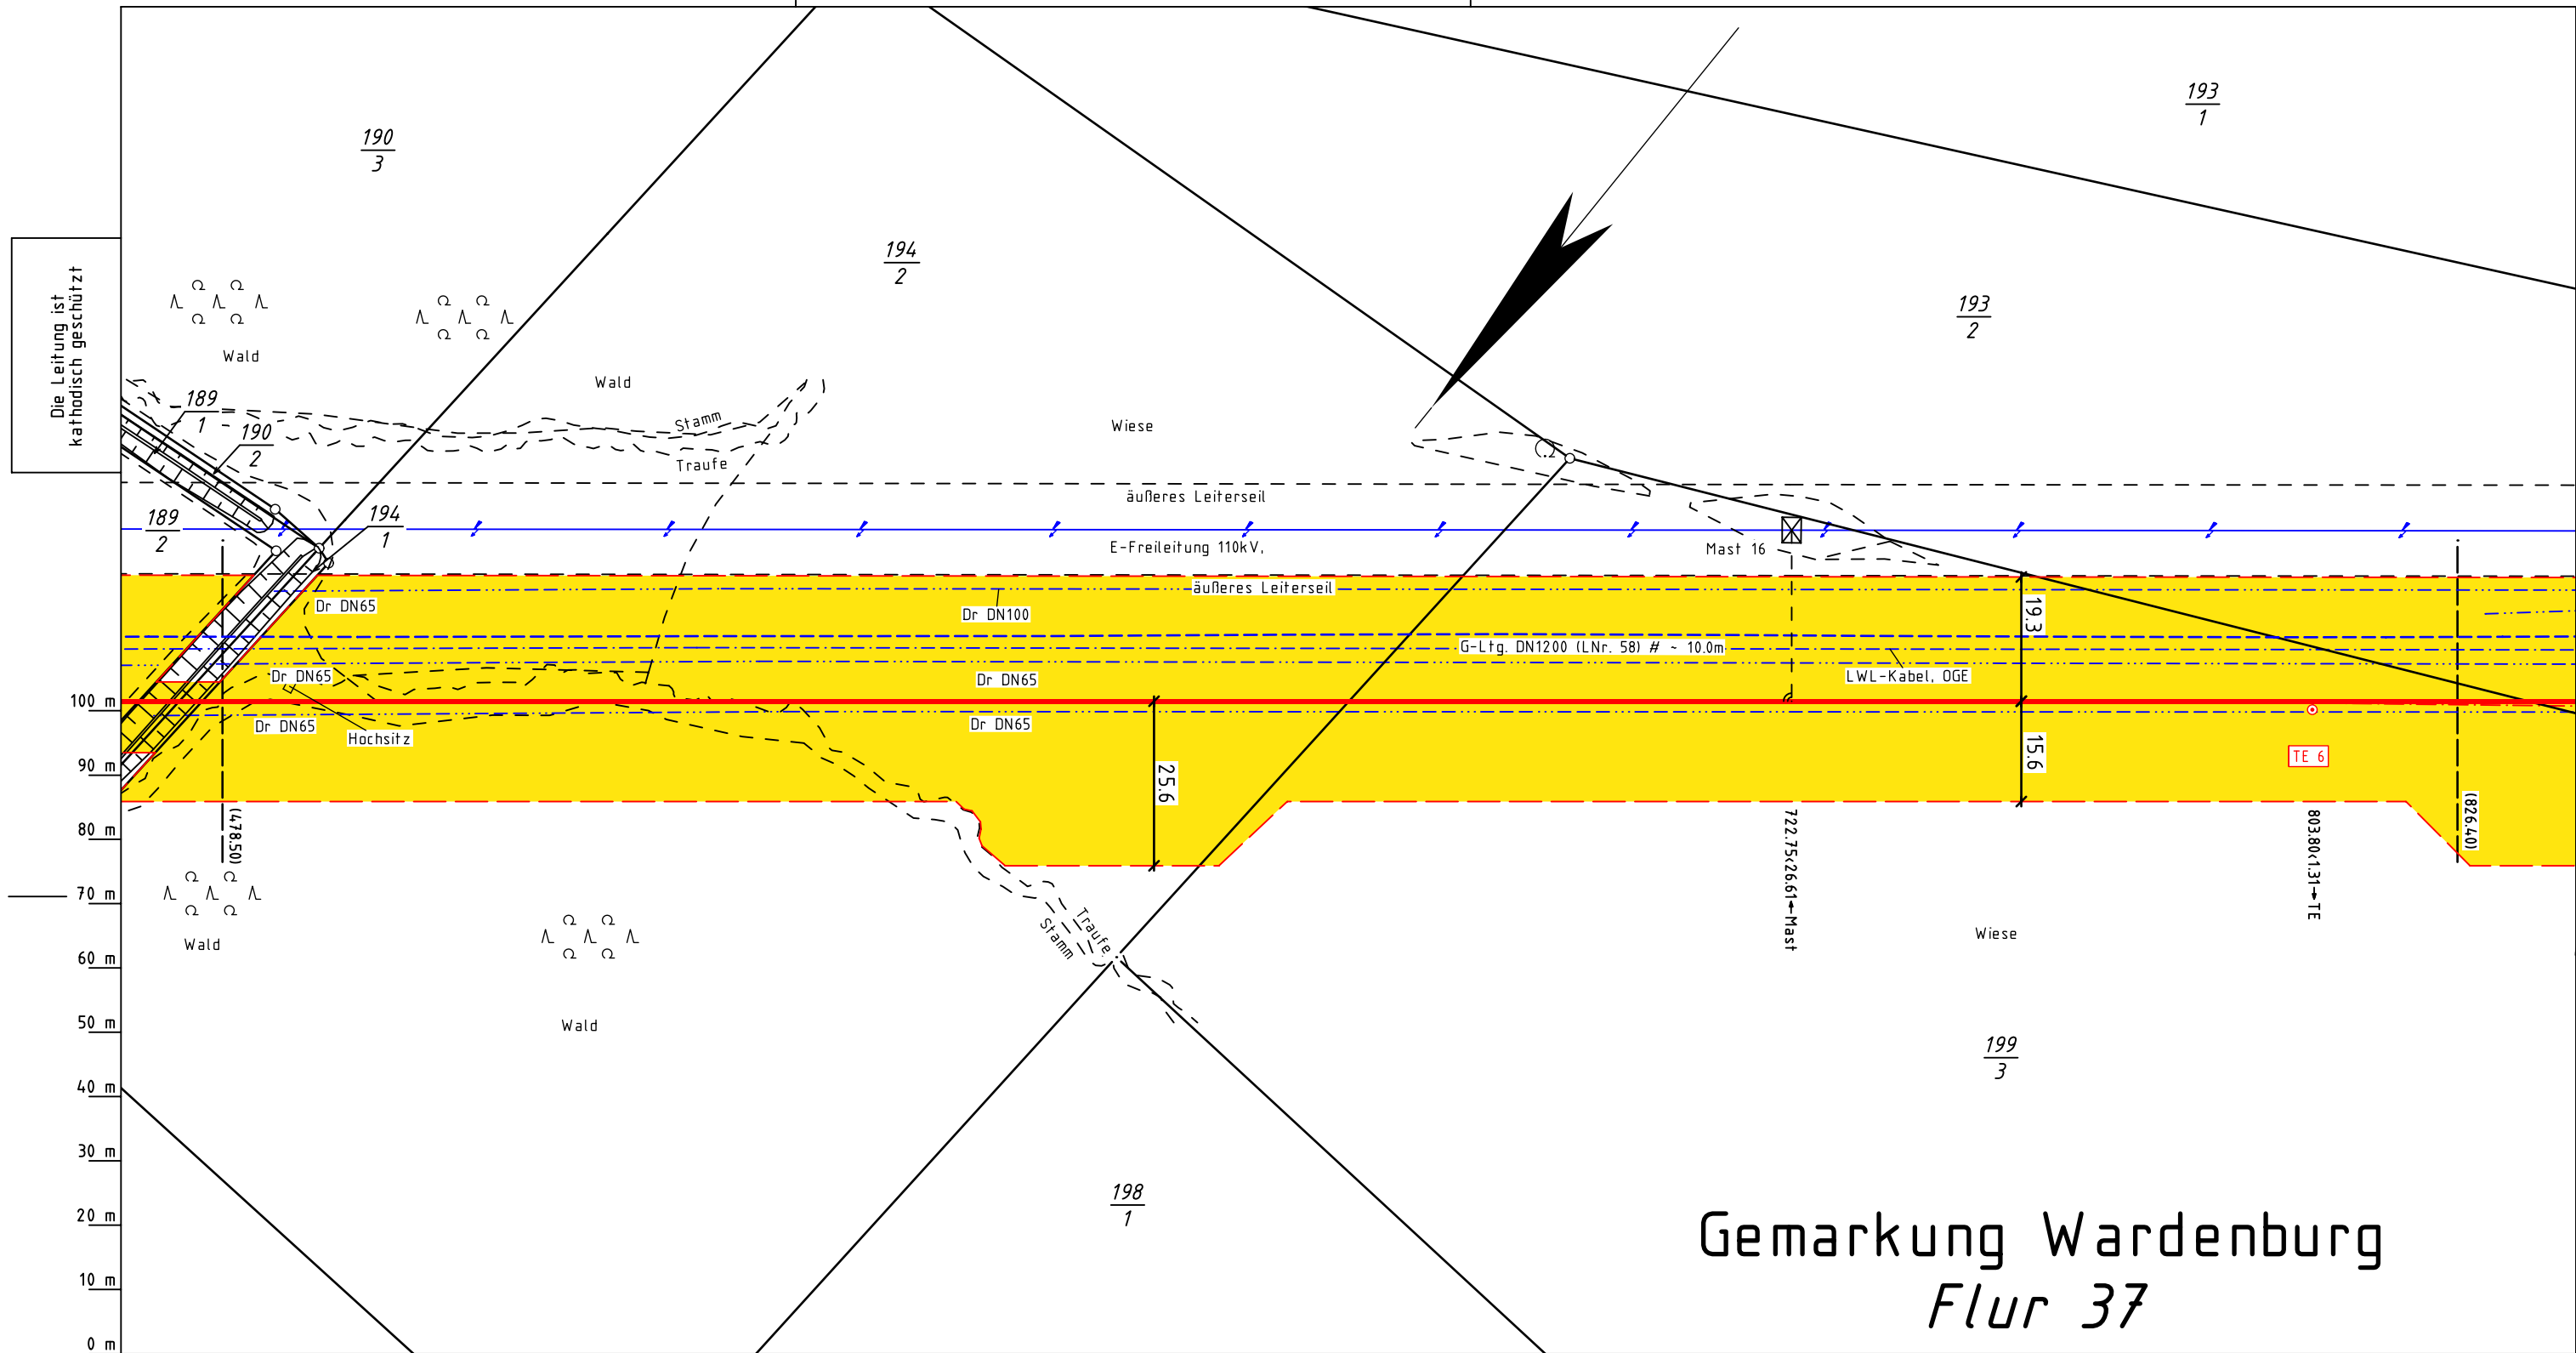 193
1
190
3
194
2
193
2
Die Leitung ist
kathodisch geschützt
Wald
Wald
189
1
Stamm
190
2
Traufe
Wiese
äußeres Leiterseil
189
2
194
1
E-Freileitung 110kV,
Mast 16
äußeres Leiterseil
Dr DN65
Dr DN100
19.3
G-Ltg. DN1200 (LNr. 58) # ~ 10.0m
Dr DN65
Dr DN65
LWL-Kabel, OGE
100 m
Dr DN65
Dr DN65
Hochsitz
15.6
TE 6
90 m
25.6
80 m
(478.50)
722.75<26.61←Mast
803.80<1.31→TE
(826.40)
70 m
Traufe
Stamm
Wald
Wiese
60 m
50 m
Wald
199
3
40 m
30 m
198
1
20 m
Gemarkung Wardenburg
Flur 37
10 m
0 m